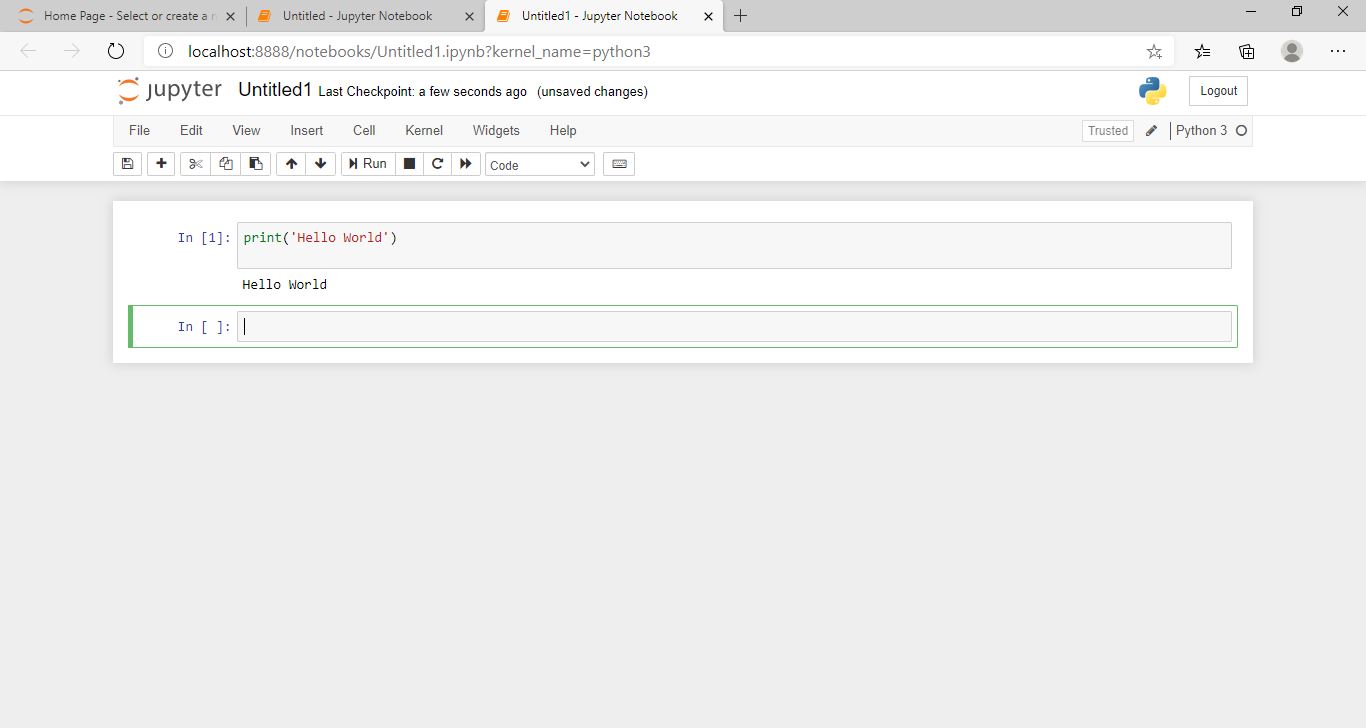 Home Page - Select or create a n
Untitled - Jupyter Notebook
Untitled1 - Jupyter Notebook
localhost:8888/notebooks/Untitled1.ipynb?kernel_name=python3
jupyter Untitled1 Last Checkpoint: a few seconds ago (unsaved changes)
Logout
File Edit View Insert Cell Kernel Widgets Help
Trusted
Python 3
Run
Code
In [1]: print('Hello World')
Hello World
In [ ]: